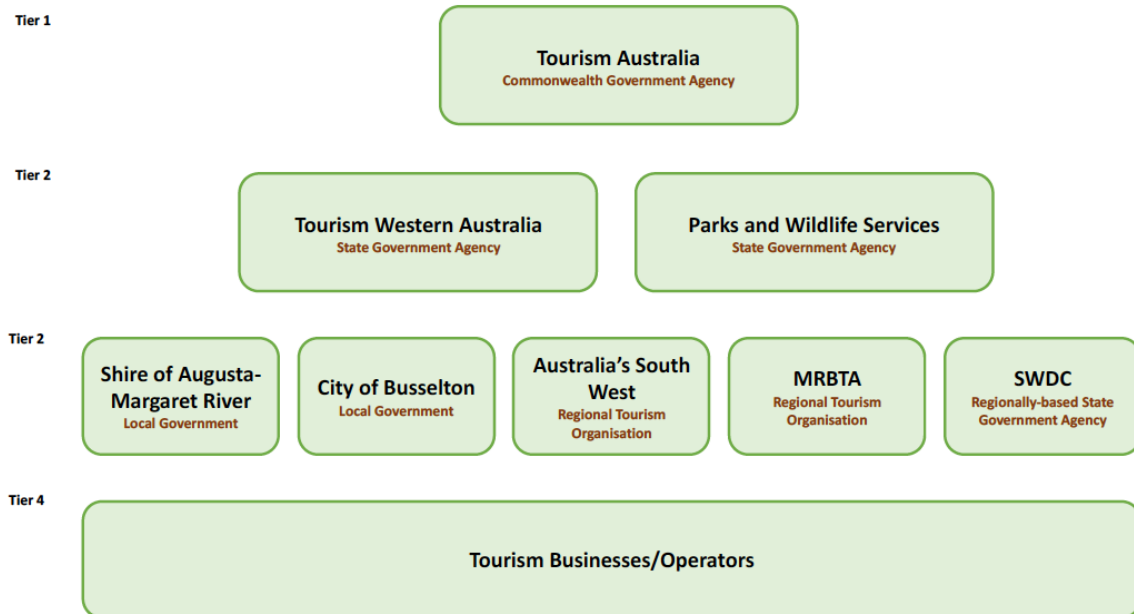 Tier 1
Tourism Australia
Commonwealth Government Agency
Tier 2
Tourism Western Australia
State Government Agency
Parks and Wildlife Services
State Government Agency
Tier 2
Shire of Augusta-
Margaret River
Local Government
City of Busselton
Local Government
Australia's South
West
Regional Tourism
Organisation
MRBTA
Regional Tourism
Organisation
SWDC
Regionally-based State
Government Agency
Tier 4
Tourism Businesses/Operators